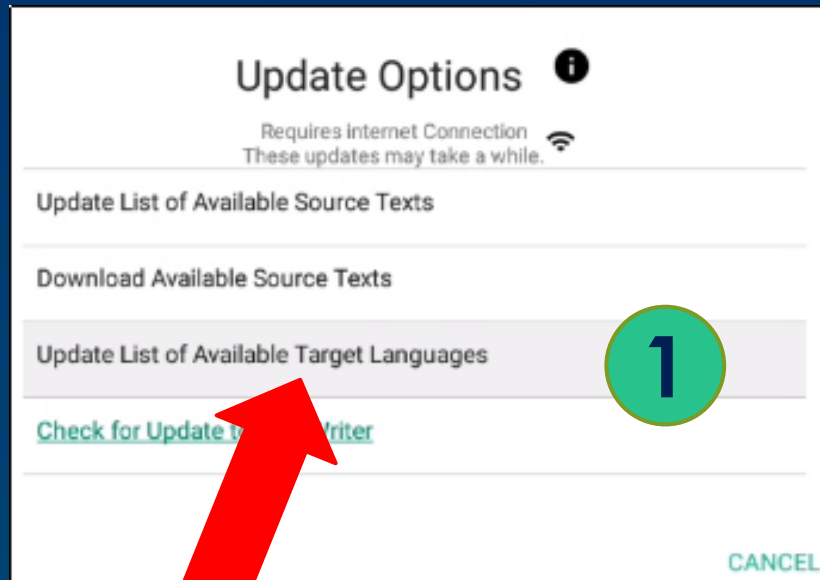 Update Options
Requires internet Connection
These updates may take a while.
Update List of Available Source Texts
Download Available Source Texts
Update List of Available Target Languages
1
Check for Update
CANCEL